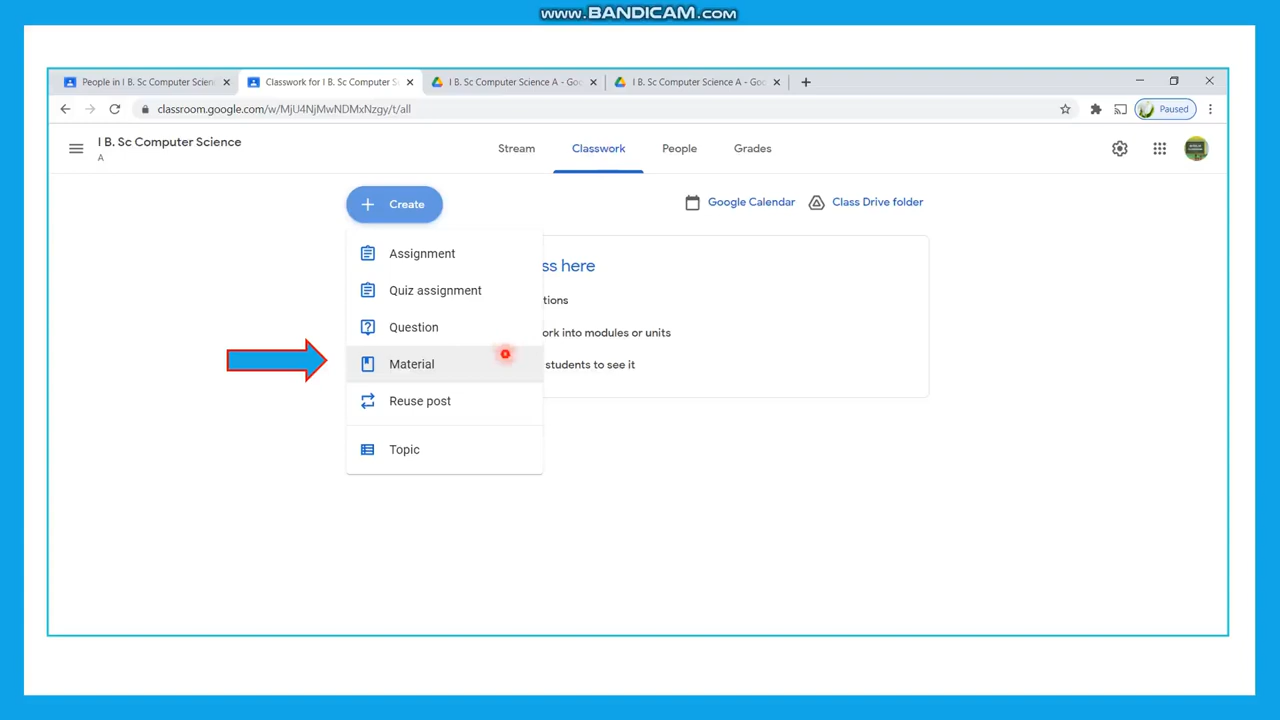 www.BANDICAM.com
People in I B. Sc Computer Scien
Classwork for I B. Sc Computer S
I B. Sc Computer Science A - Goo
I B. Sc Computer Science A - Goo
classroom.google.com/w/MjU4NjMwNDMxNzgy/t/all
Paused
I B. Sc Computer Science
A
Stream
Classwork
People
Grades
Create
Google Calendar
Class Drive folder
Assignment
Quiz assignment
Question
Material
Reuse post
Topic
ss here
tions
ork into modules or units
students to see it